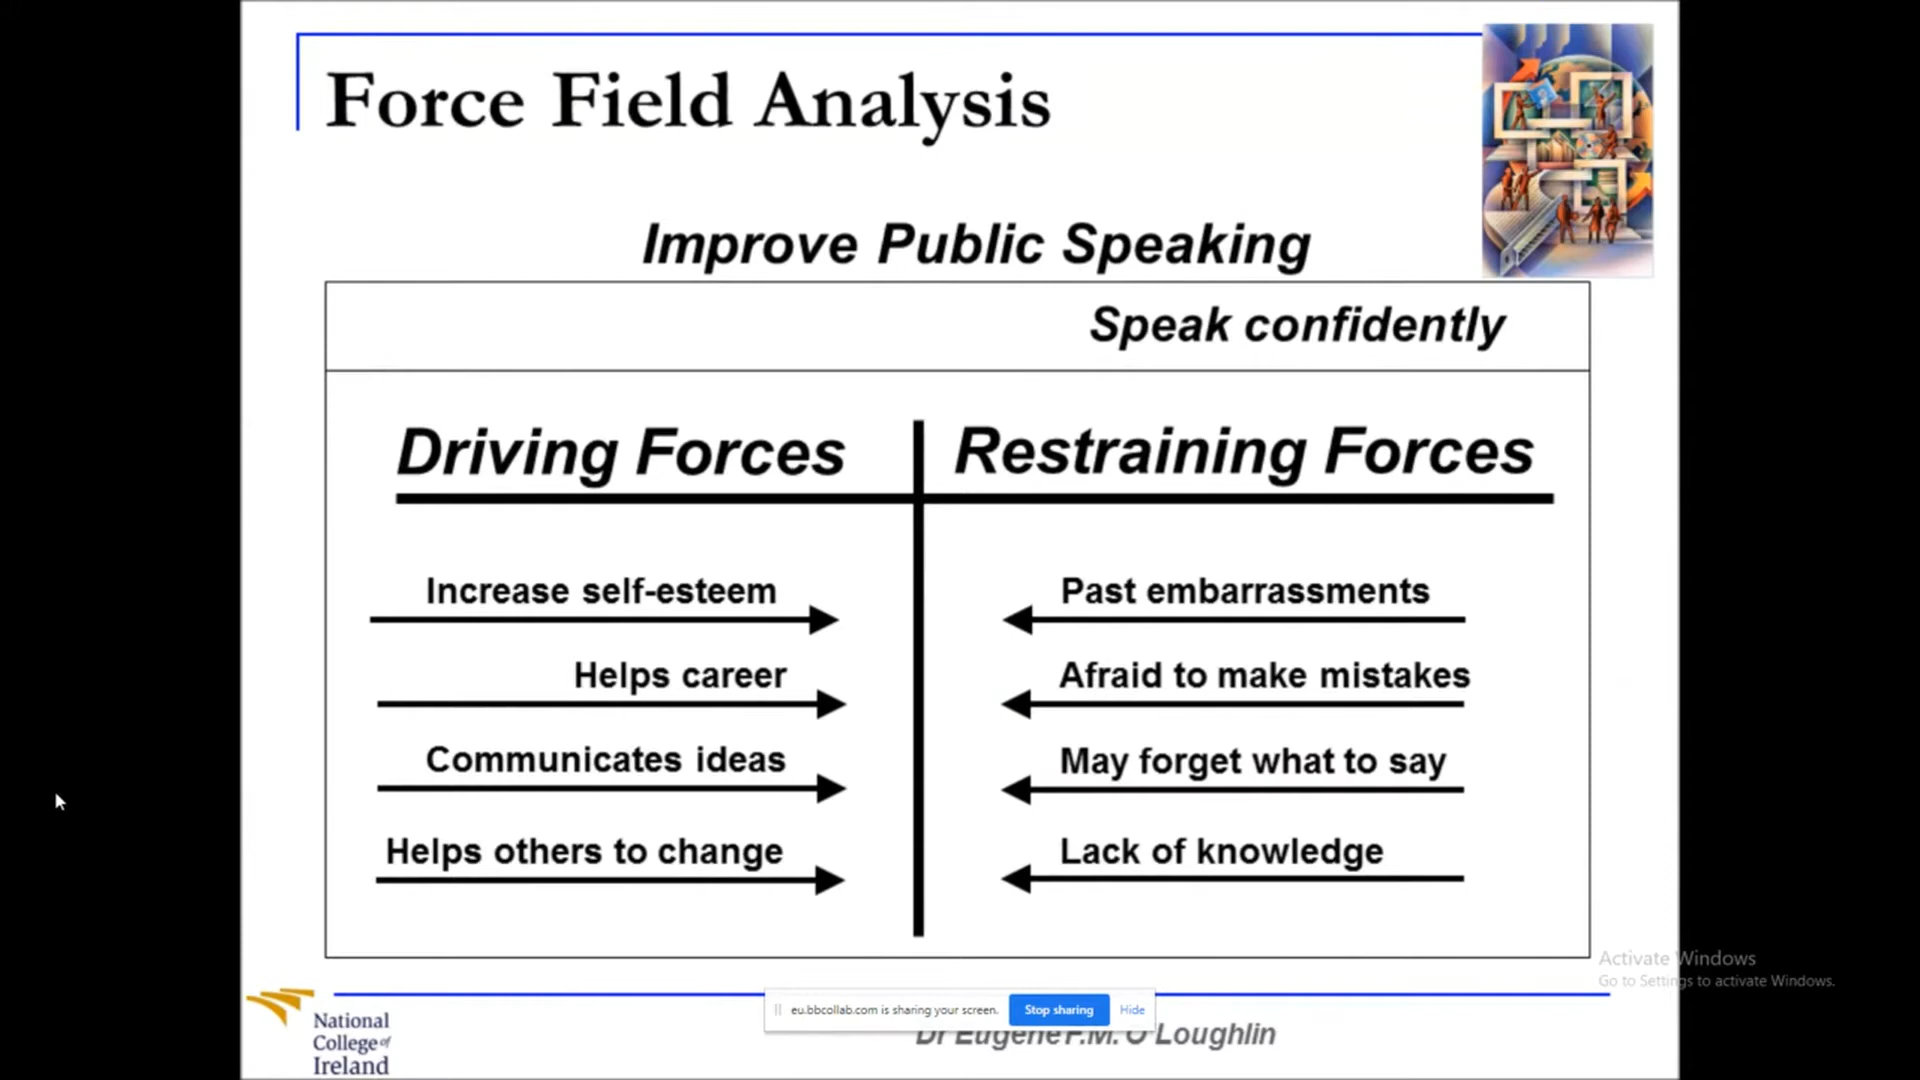 Force Field Analysis
Improve Public Speaking
Speak confidently
Driving Forces
Restraining Forces
Increase self-esteem
Past embarrassments
Helps career
Afraid to make mistakes
Communicates ideas
May forget what to say
Helps others to change
Lack of knowledge
Activate Windows
Go to Settings to activate Windows.
eu.bbcollab.com is sharing your screen.
Stop sharing
Hide
National
College of
Ireland
Dr Eugene F.M. O'Loughlin